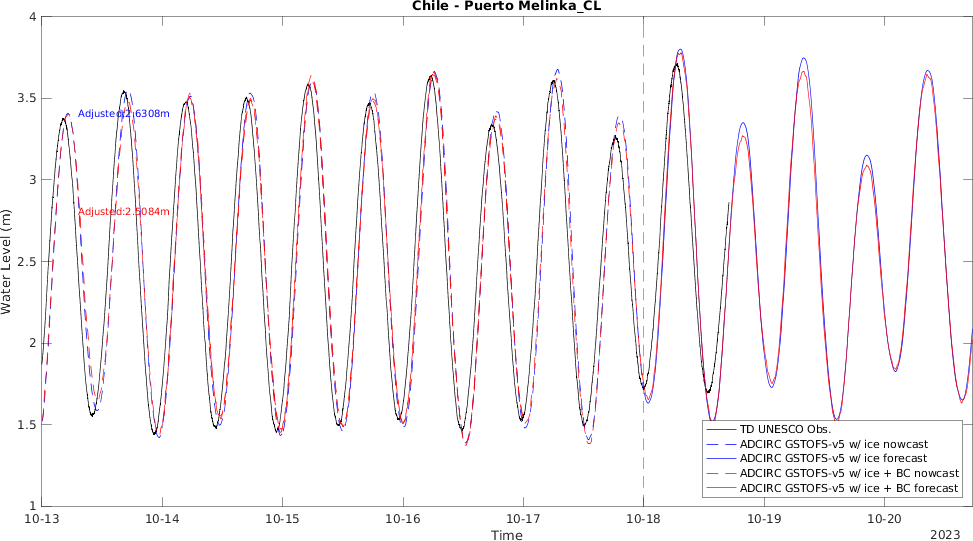 Chile - Puerto Melinka_CL
4
3.5
3
2.5
2
1.5
1
Water Level (m)
Adjusted:2.6308m
Adjusted:2.5084m
TD UNESCO Obs.
ADCIRC GSTOFS-v5 w/ ice nowcast
ADCIRC GSTOFS-v5 w/ ice forecast
ADCIRC GSTOFS-v5 w/ ice + BC nowcast
ADCIRC GSTOFS-v5 w/ ice + BC forecast
10-13 10-14 10-15 10-16 10-17 10-18 10-19 10-20
Time
2023